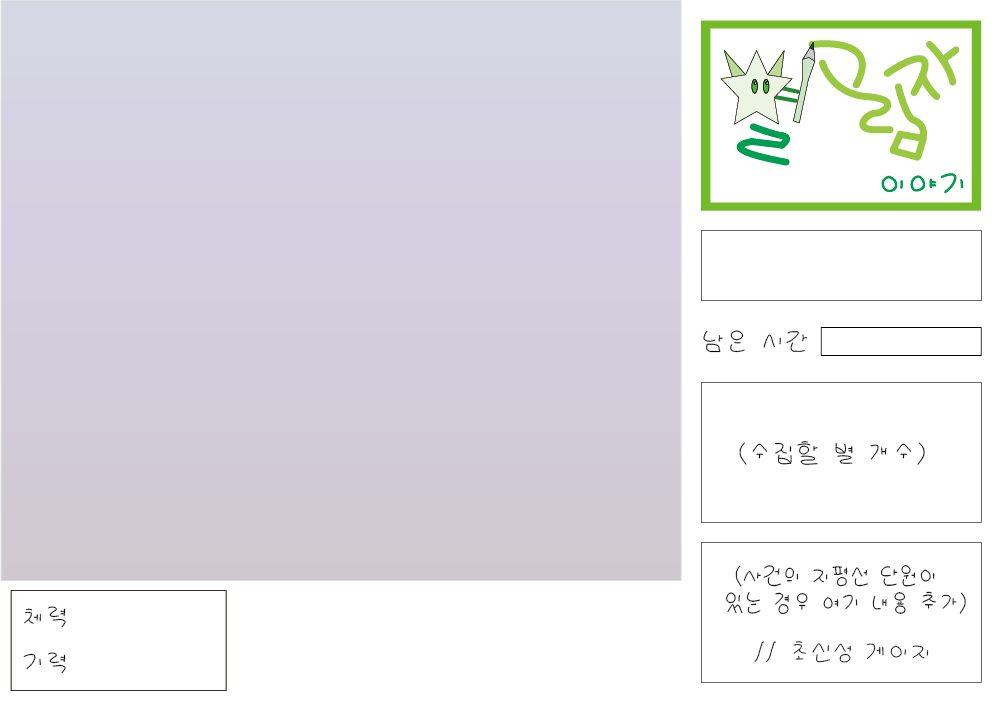 별 그림자
이야기
남은 시간
(수집할 별 개수)
(사건의 지평선 단원이
있는 경우 여기 내용 추가)
// 초신성 게이지
체력
기력